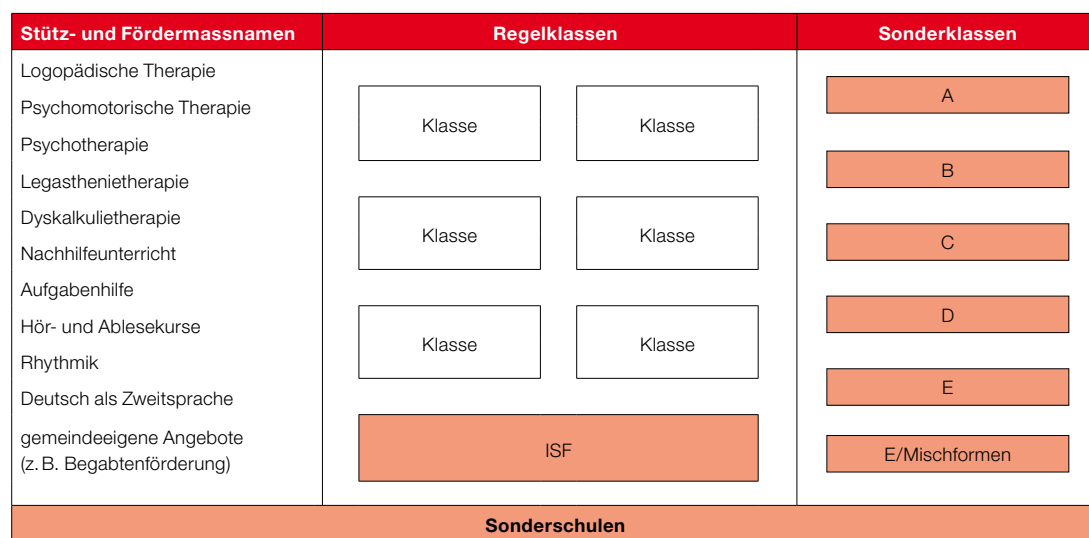 Stütz- und Fördermassnamen
Logopädische Therapie
Psychomotorische Therapie
Psychotherapie
Legasthenietherapie
Dyskalkulietherapie
Nachhilfeunterricht
Aufgabenhilfe
Hör- und Ablesekurse
Rhythmik
Deutsch als Zweitsprache
gemeindeeigene Angebote
(z. B. Begabtenförderung)
Regelklassen
Klasse Klasse
Klasse Klasse
Klasse Klasse
ISF
Sonderklassen
A
B
C
D
E
E/Mischformen
Sonderschulen